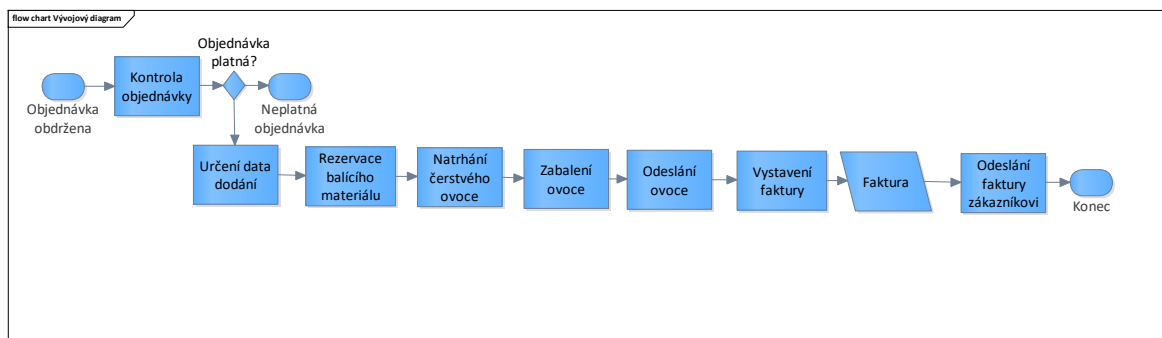 flow chart Vývojový diagram
Objednávka
platná?
Kontrola
objednávky
Objednávka
obdržena
Neplatná
objednávka
Určení data
dodání
Rezervace
balícího
materiálu
Natrhání
čerstvého
ovoce
Zabalení
ovoce
Odeslání
ovoce
Vystavení
faktury
Faktura
Odeslání
faktury
zákazníkovi
Konec